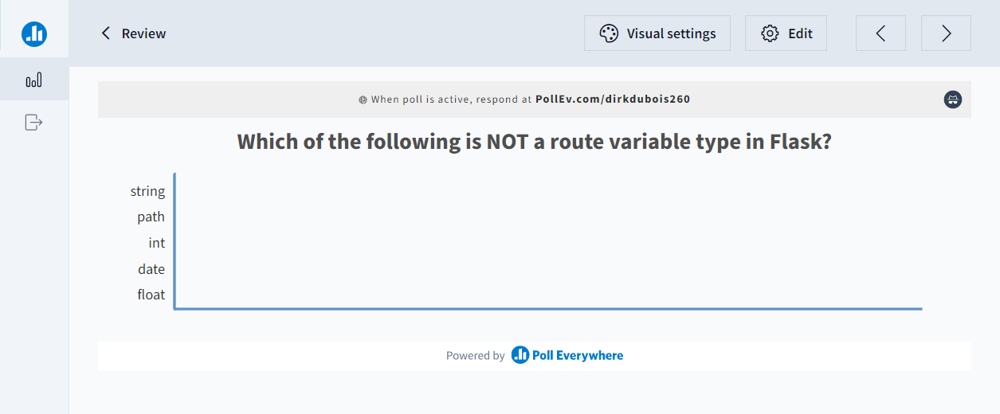 Review
Visual settings
Edit
When poll is active, respond at PollEv.com/dirkdubois260
Which of the following is NOT a route variable type in Flask?
string
path
int
date
float
Powered by Poll Everywhere